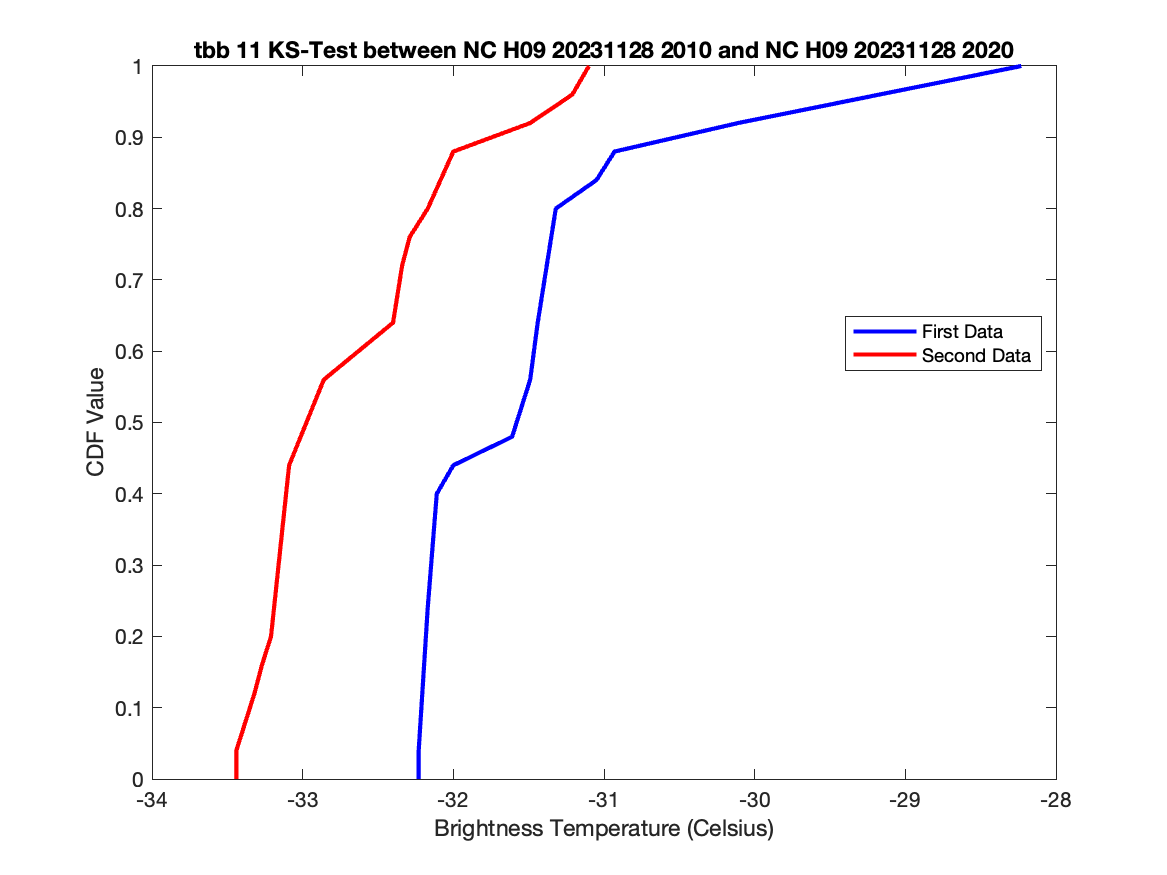 tbb 11 KS-Test between NC H09 20231128 2010 and NC H09 20231128 2020
1
0.9
0.8
0.7
0.6
0.5
0.4
0.3
0.2
0.1
0
CDF Value
First Data
Second Data
-34 -33 -32 -31 -30 -29 -28
Brightness Temperature (Celsius)